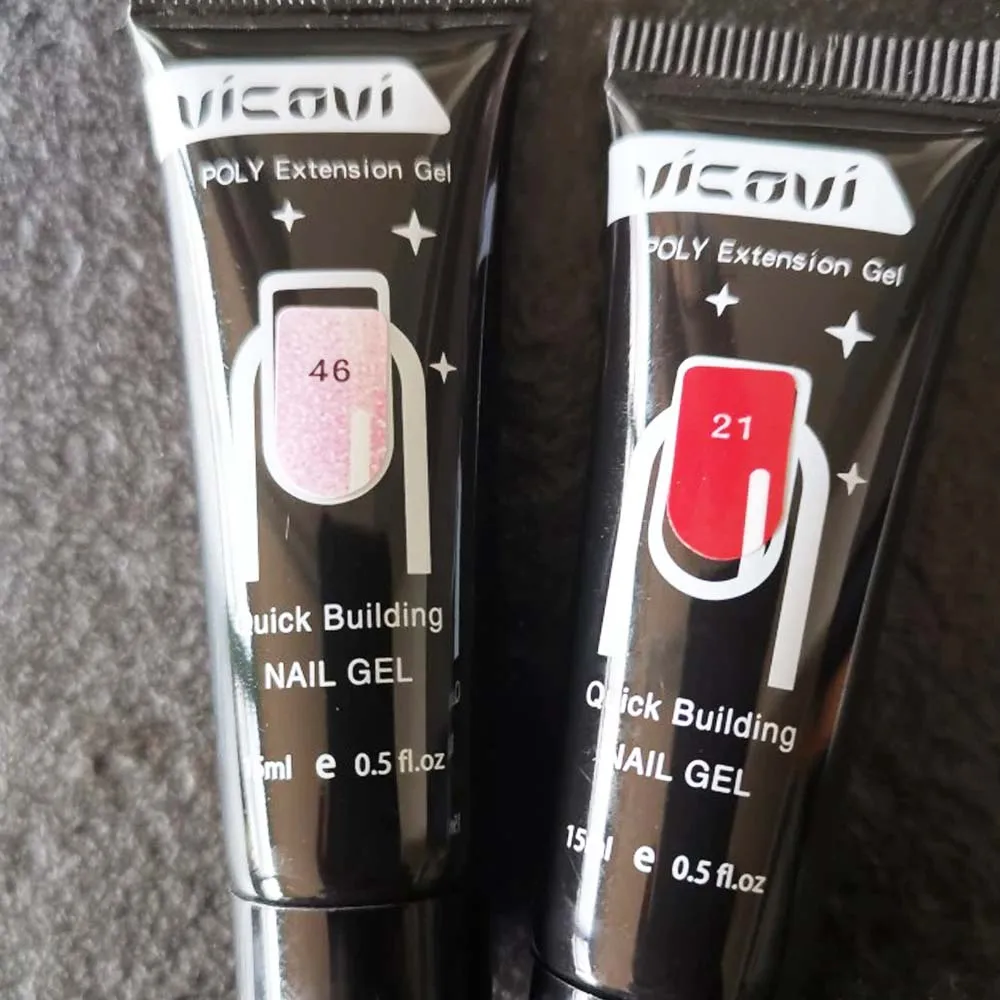 vicovi
POLY Extension Gel
46
Quick Building
NAIL GEL
15ml e 0.5 fl.oz
vicovi
POLY Extension Gel
21
Quick Building
NAIL GEL
15ml e 0.5 fl.oz